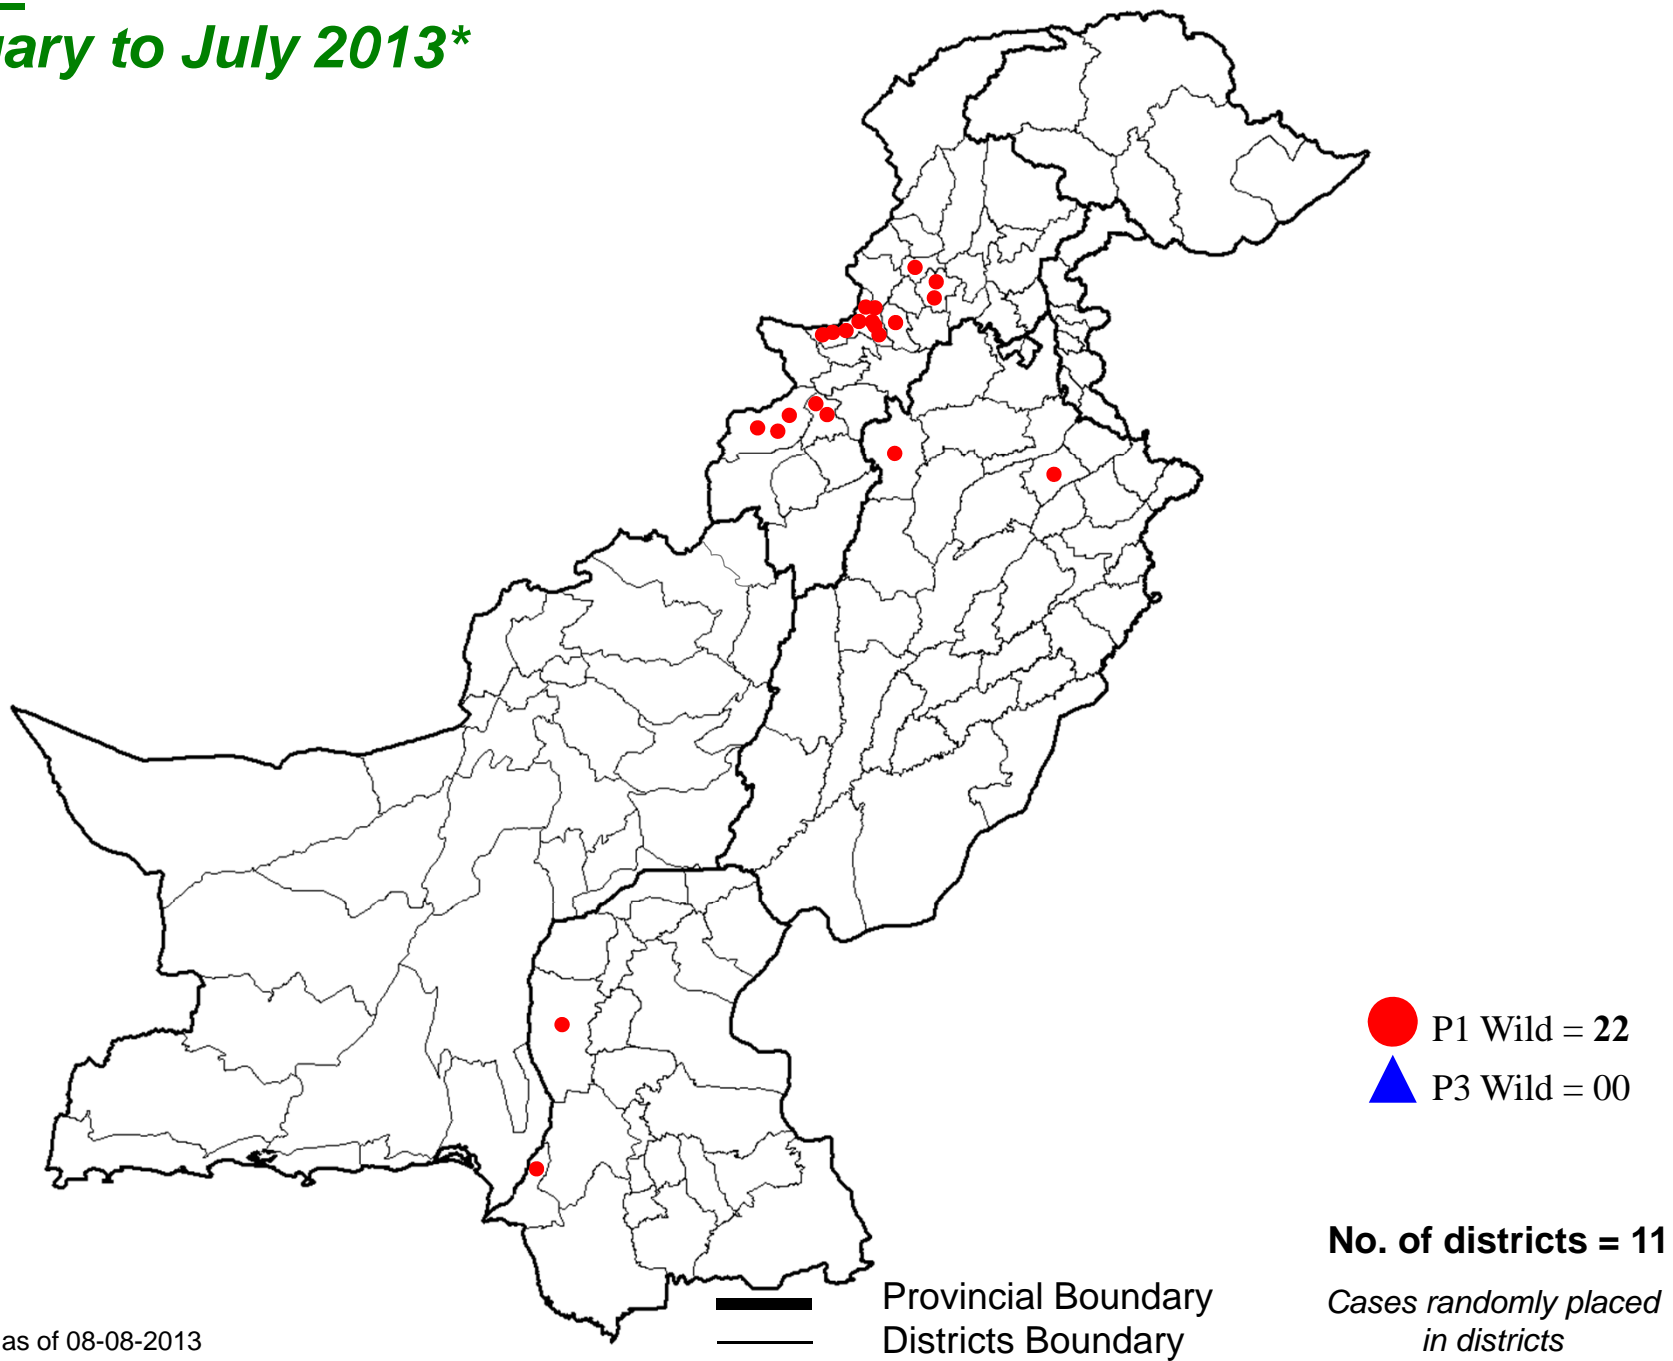 to July 2013*
P1 Wild = 22
P3 Wild = 00
No. of districts = 11
Cases randomly placed
in districts
Provincial Boundary
Districts Boundary
as of 08-08-2013